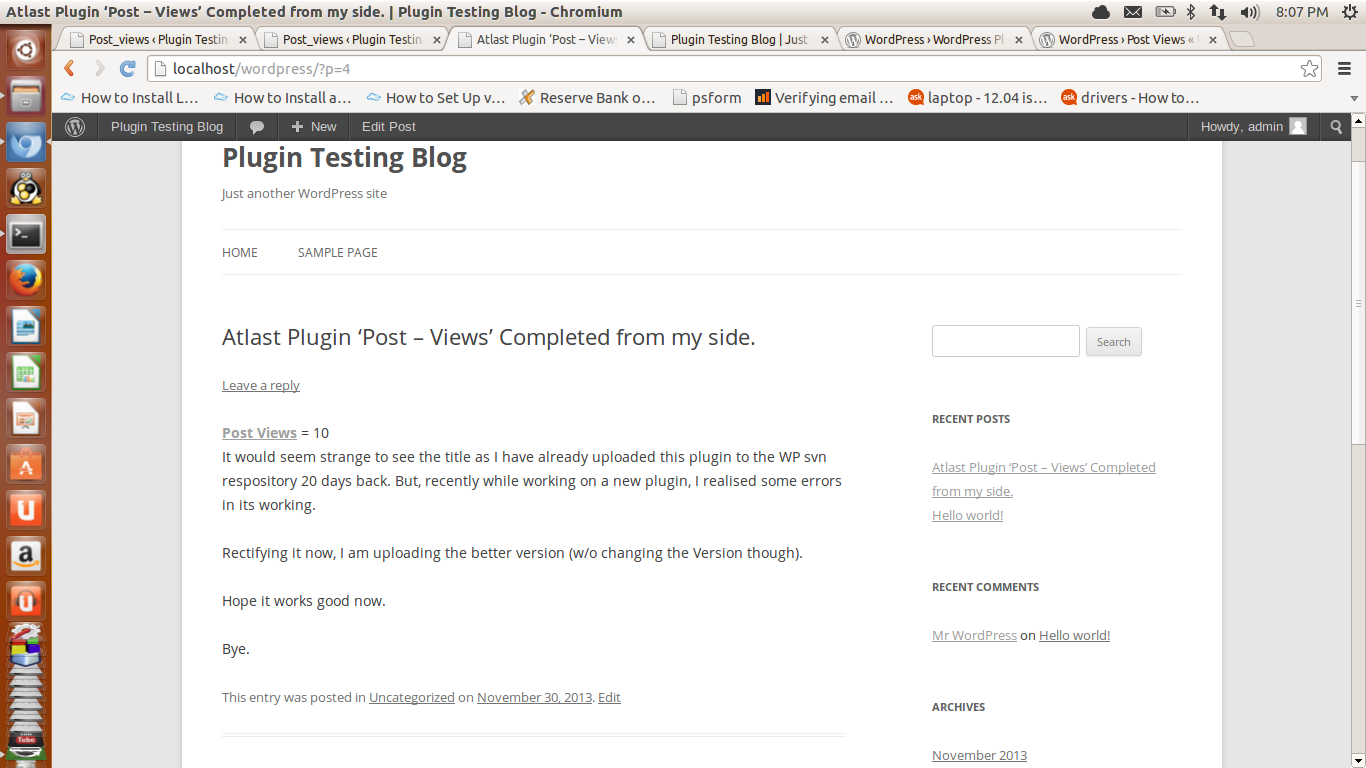 Atlast Plugin ‘Post – Views’ Completed from my side. | Plugin Testing Blog - Chromium
8:07 PM
Post_views ‹ Plugin Testin
Post_views ‹ Plugin Testin
Atlast Plugin ‘Post – View
Plugin Testing Blog | Just
WordPress › WordPress Pl
WordPress › Post Views «
localhost/wordpress/?p=4
How to Install L...
How to Install a...
How to Set Up v...
Reserve Bank o...
psform
Verifying email ...
ask
laptop - 12.04 is...
ask
drivers - How to...
Plugin Testing Blog
New
Edit Post
Howdy, admin
Plugin Testing Blog
Just another WordPress site
HOME
SAMPLE PAGE
Atlast Plugin ‘Post – Views’ Completed from my side.
Leave a reply
Post Views = 10
It would seem strange to see the title as I have already uploaded this plugin to the WP svn
respository 20 days back. But, recently while working on a new plugin, I realised some errors
in its working.
Rectifying it now, I am uploading the better version (w/o changing the Version though).
Hope it works good now.
Bye.
This entry was posted in Uncategorized on November 30, 2013. Edit
Search
RECENT POSTS
Atlast Plugin ‘Post – Views’ Completed
from my side.
Hello world!
RECENT COMMENTS
Mr WordPress on Hello world!
ARCHIVES
November 2013